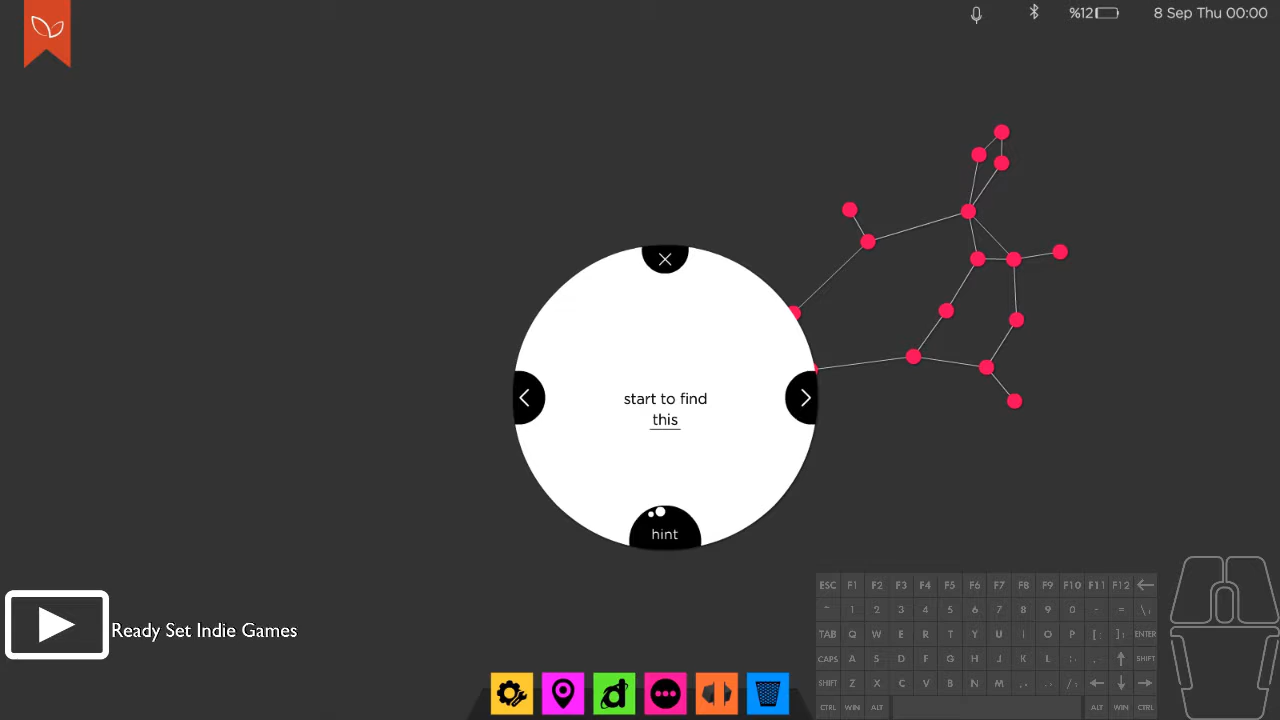 %12
8 Sep Thu 00:00
start to find
this
hint
Ready Set Indie Games
ESC F1 F2 F3 F4 F5 F6 F7 F8 F9 F10 F11 F12
~ 1 2 3 4 5 6 7 8 9 0 - = \
TAB Q W E R T Y U I O P [ ] ENTER
CAPS A S D F G H J K L ; SHIFT
SHIFT Z X C V B N M , . /
CTRL WIN ALT ALT WIN CTRL